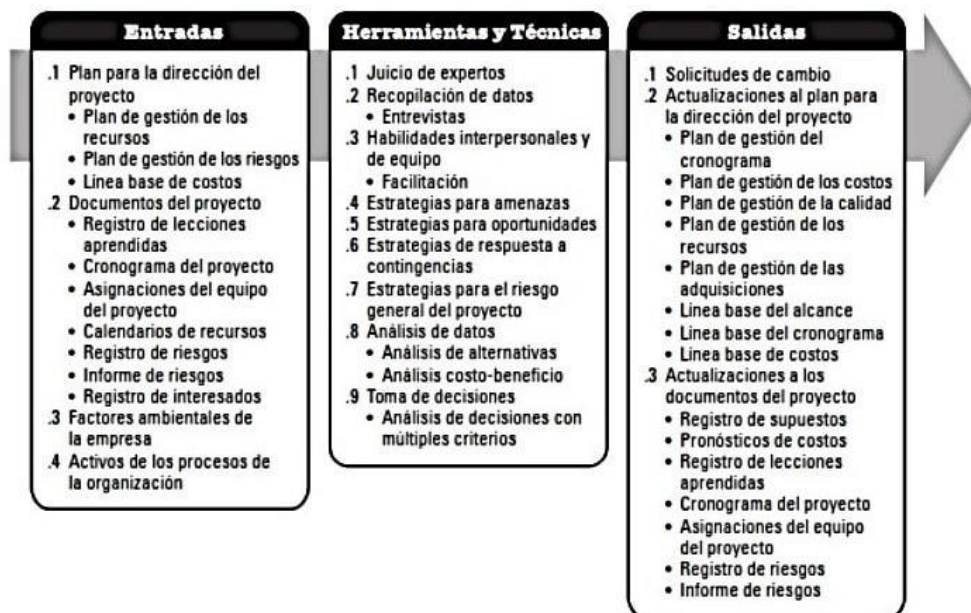 Entradas
.1 Plan para la dirección del
proyecto
• Plan de gestión de los
recursos
• Plan de gestión de los riesgos
• Línea base de costos
.2 Documentos del proyecto
• Registro de lecciones
aprendidas
• Cronograma del proyecto
• Asignaciones del equipo
del proyecto
• Calendarios de recursos
• Registro de riesgos
• Informe de riesgos
• Registro de interesados
.3 Factores ambientales de
la empresa
.4 Activos de los procesos de
la organización
Herramientas y Técnicas
.1 Juicio de expertos
.2 Recopilación de datos
• Entrevistas
.3 Habilidades interpersonales y
de equipo
• Facilitación
.4 Estrategias para amenazas
.5 Estrategias para oportunidades
.6 Estrategias de respuesta a
contingencias
.7 Estrategias para el riesgo
general del proyecto
.8 Análisis de datos
• Análisis de alternativas
• Análisis costo-beneficio
.9 Toma de decisiones
• Análisis de decisiones con
múltiples criterios
Salidas
.1 Solicitudes de cambio
.2 Actualizaciones al plan para
la dirección del proyecto
• Plan de gestión del
cronograma
• Plan de gestión de los costos
• Plan de gestión de la calidad
• Plan de gestión de los
recursos
• Plan de gestión de las
adquisiciones
• Línea base del alcance
• Línea base del cronograma
• Línea base de costos
.3 Actualizaciones a los
documentos del proyecto
• Registro de supuestos
• Pronósticos de costos
• Registro de lecciones
aprendidas
• Cronograma del proyecto
• Asignaciones del equipo
del proyecto
• Registro de riesgos
• Informe de riesgos